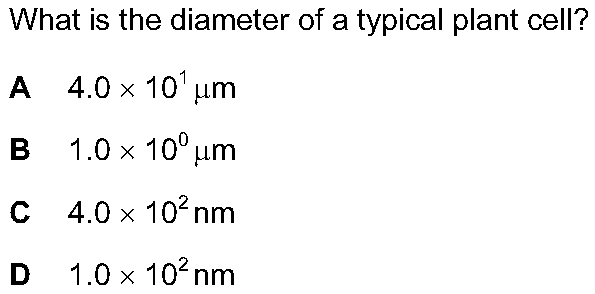 What is the diameter of a typical plant cell?
A 4.0 × 10¹ μm
B 1.0 × 10⁰ μm
C 4.0 × 10² nm
D 1.0 × 10² nm